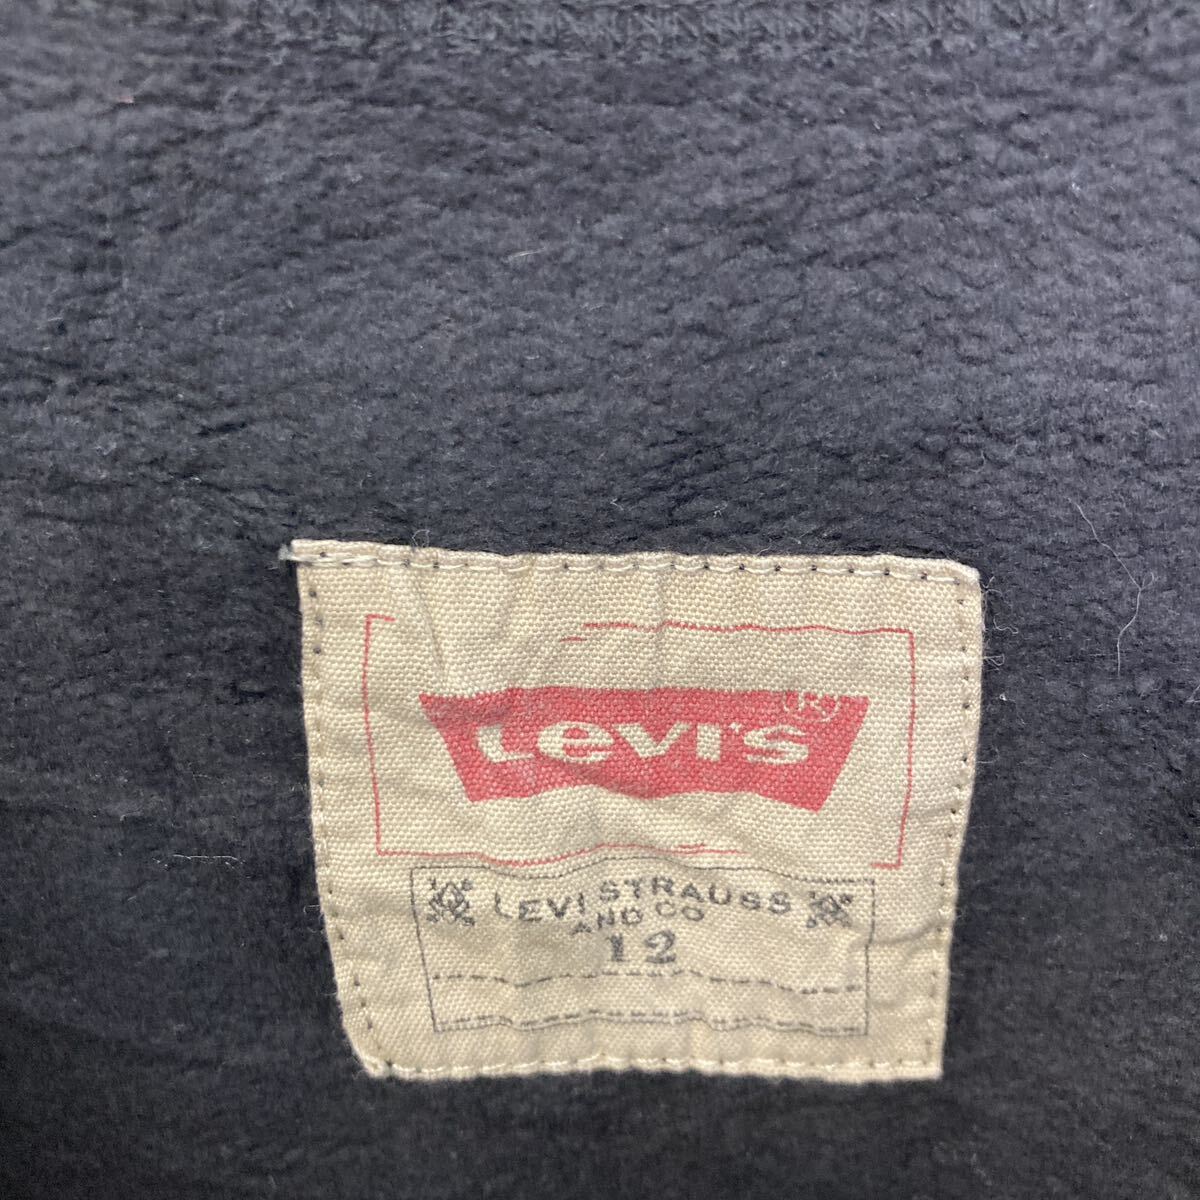 Levi's (R)
LEVI STRAUSS
AND CO
12